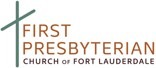 FIRST
PRESBYTERIAN
CHURCH OF FORT LAUDERDALE